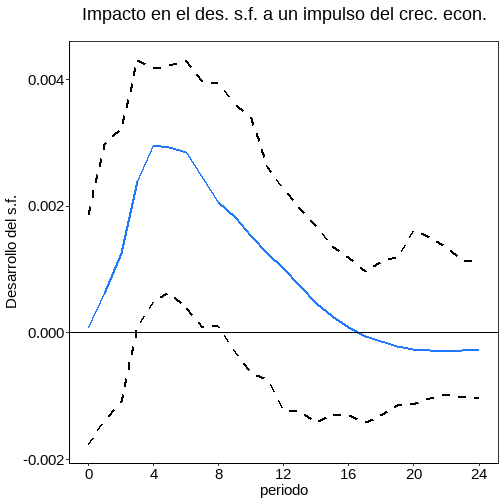 Impacto en el des. s.f. a un impulso del crec. econ.
Desarrollo del s.f.
0.004
0.002
0.000
-0.002
0 4 8 12 16 20 24
periodo